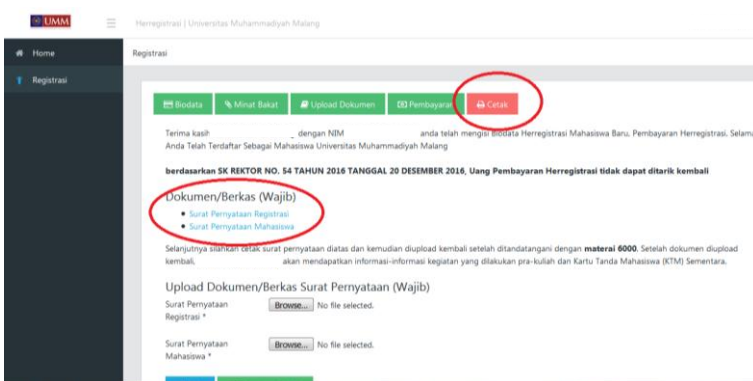 UMM
Herregistrasi | Universitas Muhammadiyah Malang
Home
Registrasi
Registrasi
Biodata
Minat Bakat
Upload Dokumen
Pembayaran
Cetak
Terima kasih dengan NIM anda telah mengisi Biodata Herregistrasi Mahasiswa Baru, Pembayaran Herregistrasi. Selama
Anda Telah Terdaftar Sebagai Mahasiswa Universitas Muhammadiyah Malang
berdasarkan SK REKTOR NO. 54 TAHUN 2016 TANGGAL 20 DESEMBER 2016, Uang Pembayaran Herregistrasi tidak dapat ditarik kembali
Dokumen/Berkas (Wajib)
Surat Pernyataan Registrasi
Surat Pernyataan Mahasiswa
Selanjutnya silahkan cetak surat pernyataan diatas dan kemudian diupload kembali setelah ditandatangani dengan materai 6000. Setelah dokumen diupload
kembali, akan mendapatkan informasi-informasi kegiatan yang dilakukan pra-kuliah dan Kartu Tanda Mahasiswa (KTM) Sementara.
Upload Dokumen/Berkas Surat Pernyataan (Wajib)
Surat Pernyataan
Registrasi *
Browse... No file selected.
Surat Pernyataan
Mahasiswa *
Browse... No file selected.